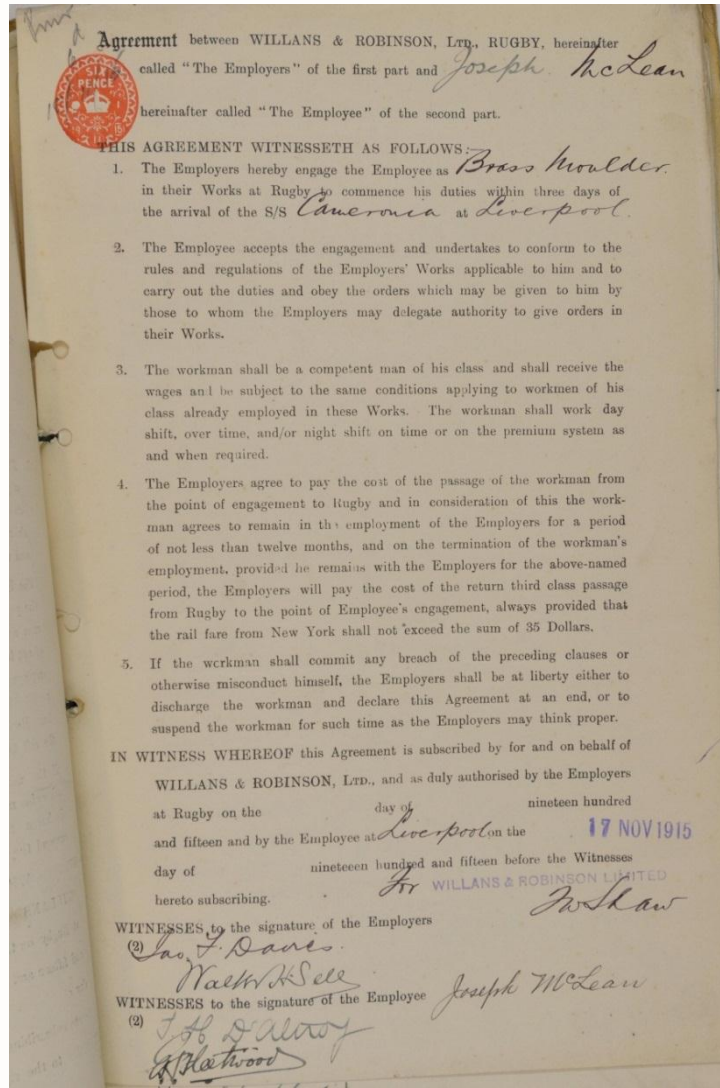 Agreement between WILLANS & ROBINSON, LTD., RUGBY, hereinafter
called "The Employers" of the first part and Joseph McLean
SIX
PENCE
hereinafter called "The Employee" of the second part.
THIS AGREEMENT WITNESSETH AS FOLLOWS:
1. The Employers hereby engage the Employee as Brass Moulder.
in their Works at Rugby to commence his duties within three days of
the arrival of the S/S Cameronia at Liverpool.
2. The Employee accepts the engagement and undertakes to conform to the
rules and regulations of the Employers' Works applicable to him and to
carry out the duties and obey the orders which may be given to him by
those to whom the Employers may delegate authority to give orders in
their Works.
3. The workman shall be a competent man of his class and shall receive the
wages and be subject to the same conditions applying to workmen of his
class already employed in these Works. The workman shall work day
shift, over time, and/or night shift on time or on the premium system as
and when required.
4. The Employers agree to pay the cost of the passage of the workman from
the point of engagement to Rugby and in consideration of this the work-
man agrees to remain in the employment of the Employers for a period
of not less than twelve months, and on the termination of the workman's
employment, provided he remains with the Employers for the above-named
period, the Employers will pay the cost of the return third class passage
from Rugby to the point of Employee's engagement, always provided that
the rail fare from New York shall not exceed the sum of 35 Dollars.
5. If the workman shall commit any breach of the preceding clauses or
otherwise misconduct himself, the Employers shall be at liberty either to
discharge the workman and declare this Agreement at an end, or to
suspend the workman for such time as the Employers may think proper.
IN WITNESS WHEREOF this Agreement is subscribed by for and on behalf of
WILLANS & ROBINSON, LTD., and as duly authorised by the Employers
at Rugby on the day of nineteen hundred
and fifteen and by the Employee at Liverpool on the 17 NOV 1915
day of nineteeen hundred and fifteen before the Witnesses
For WILLANS & ROBINSON LIMITED
hereto subscribing. Shaw
WITNESSES to the signature of the Employers
(2) Jas. F. Davies.
Walter H Sell
WITNESSES to the signature of the Employee Joseph McLean
(2)